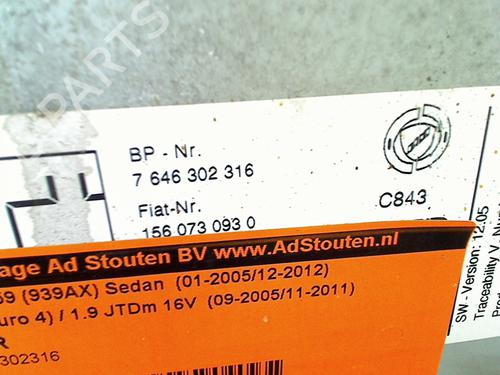 PARTS
BP - Nr.
7 646 302 316
Fiat-Nr.
156 073 093 0
C843
SW - Version: 12.05
Traceability V
age Ad Stouten BV www.AdStouten.nl
59 (939AX) Sedan (01-2005/12-2012)
uro 4) / 1.9 JTDm 16V (09-2005/11-2011)
R
302316